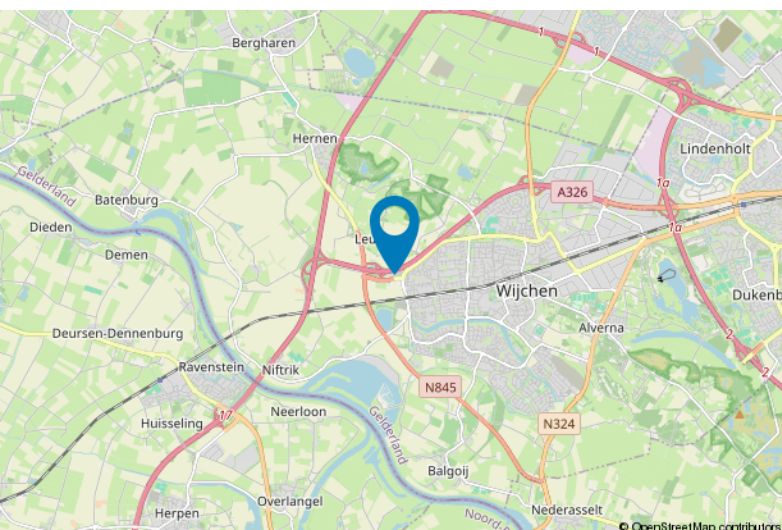 Bergharen
1
1
Hernen
Lindenholt
1a
A326
Gelderland
Batenburg
Dieden
1a
Leu
Demen
Wijchen
Dukenb
Alverna
Deursen-Dennenburg
2
Ravenstein
Niftrik
2
N845
17
Neerloon
Huisseling
Gelderland
N324
Balgoij
Overlangel
Herpen
Nederasselt
Noord-
© OpenStreetMap contributors